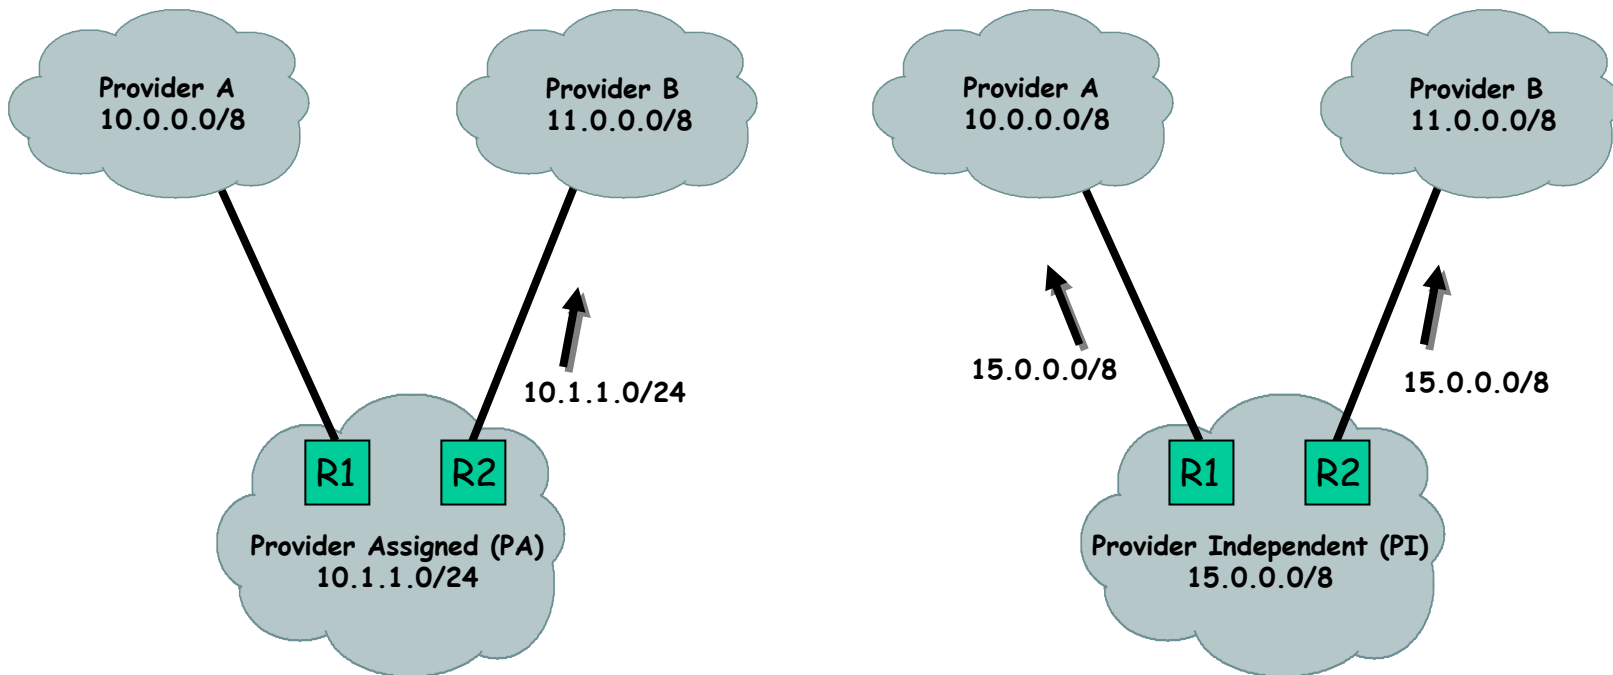 Provider A
10.0.0.0/8
Provider B
11.0.0.0/8
10.1.1.0/24
R1
R2
Provider Assigned (PA)
10.1.1.0/24
Provider A
10.0.0.0/8
Provider B
11.0.0.0/8
15.0.0.0/8
15.0.0.0/8
R1
R2
Provider Independent (PI)
15.0.0.0/8